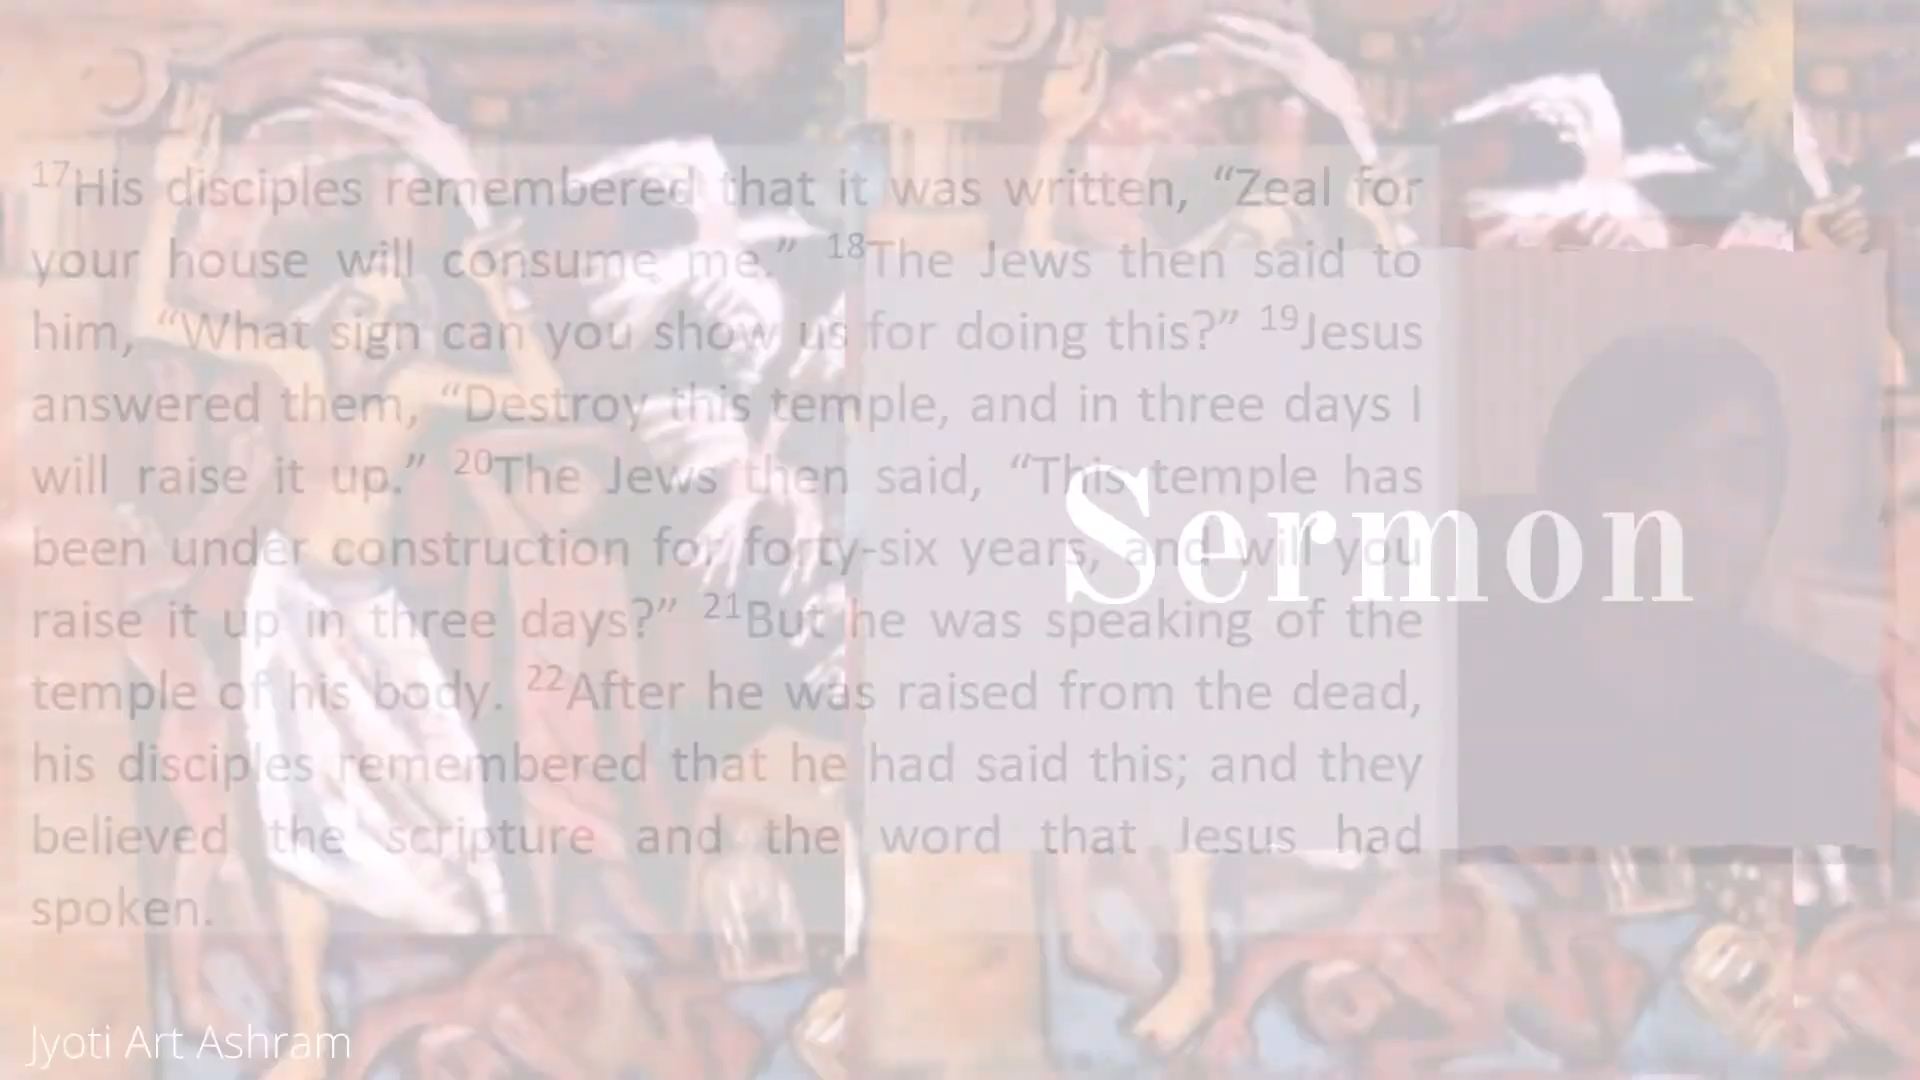 17His disciples remembered that it was written, “Zeal for
your house will consume me.” 18The Jews then said to
him, “What sign can you show us for doing this?” 19Jesus
answered them, “Destroy this temple, and in three days I
will raise it up.” 20The Jews then said, “This temple has
been under construction for forty-six years, and will you
raise it up in three days?” 21But he was speaking of the
temple of his body. 22After he was raised from the dead,
his disciples remembered that he had said this; and they
believed the scripture and the word that Jesus had
spoken.
Sermon
Jyoti Art Ashram